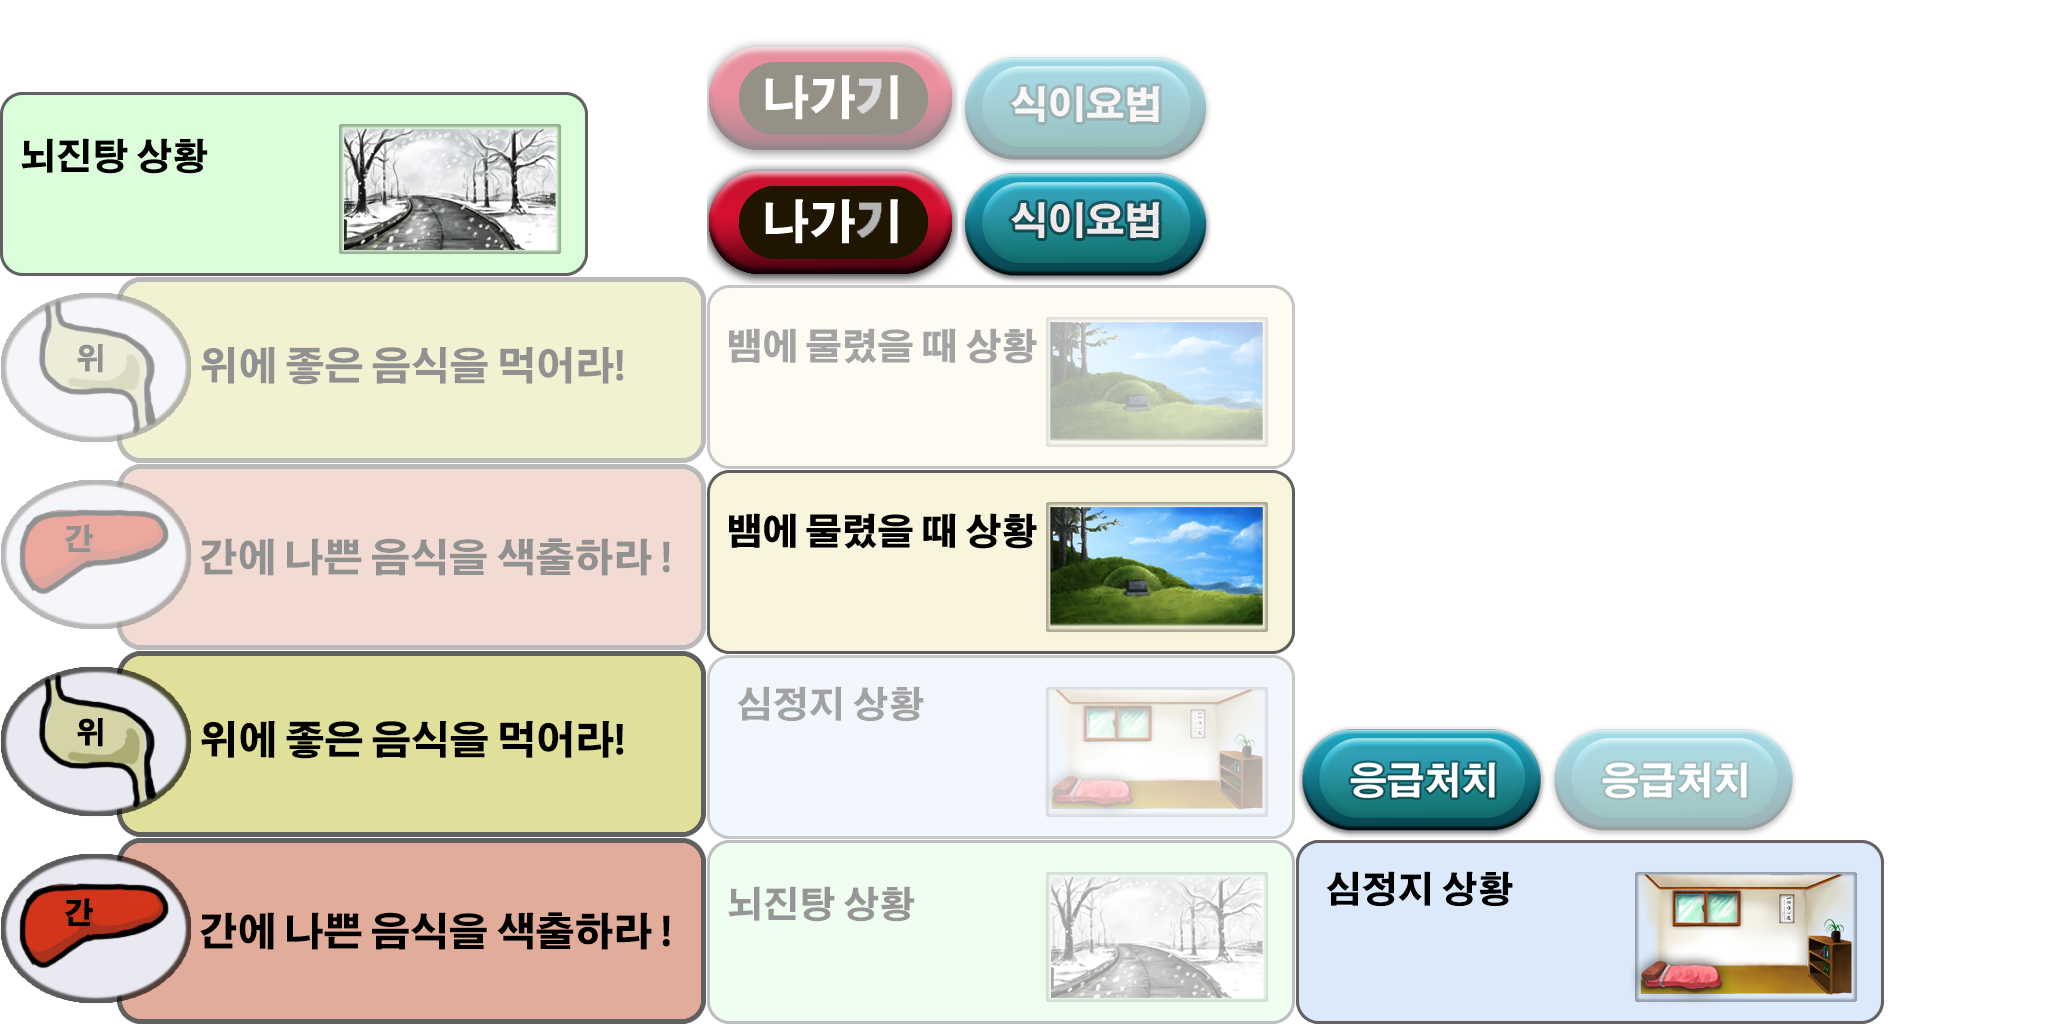 나가기
식이요법
뇌진탕 상황
나가기
식이요법
위
위에 좋은 음식을 먹어라!
뱀에 물렸을 때 상황
간
간에 나쁜 음식을 색출하라 !
뱀에 물렸을 때 상황
위
위에 좋은 음식을 먹어라!
심정지 상황
응급처치
응급처치
간
간에 나쁜 음식을 색출하라 !
뇌진탕 상황
심정지 상황